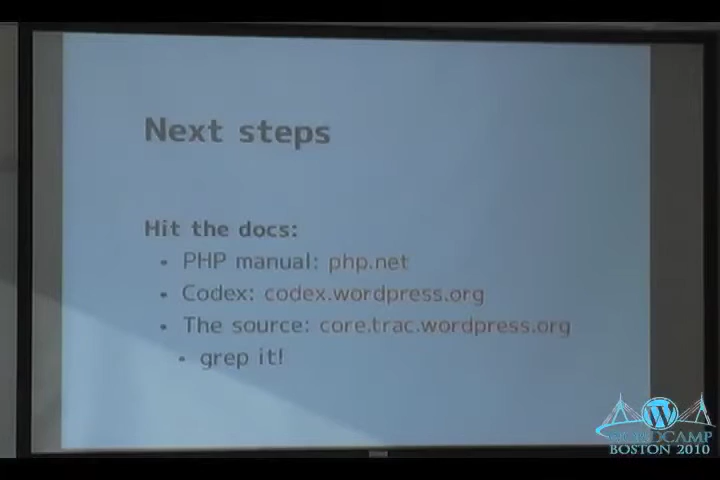 Next steps
Hit the docs:
• PHP manual: php.net
• Codex: codex.wordpress.org
• The source: core.trac.wordpress.org
• grep it!
WORDCAMP
BOSTON 2010